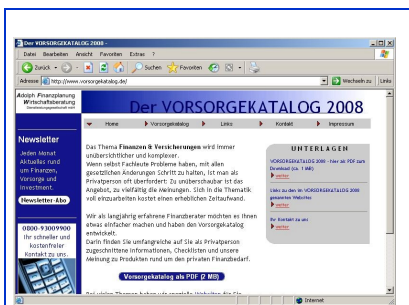 Der VORSORGEKATALOG 2008 -
Datei Bearbeiten Ansicht Favoriten Extras ?
Zurück Suchen Favoriten
Adresse http://www.vorsorgekatalog.de/ Wechseln zu Links
Adolph Finanzplanung
Wirtschaftsberatung
Der VORSORGEKATALOG 2008
Home Vorsorgekatalog Links Kontakt Impressum
Newsletter
Jeden Monat
Aktuelles rund
um Finanzen,
Vorsorge und
Investment.
Newsletter-Abo
0800-93009900
Ihr schneller und
kostenfreier
Kontakt zu uns.
Das Thema Finanzen & Versicherungen wird immer
unübersichtlicher und komplexer.
Wenn selbst Fachleute Probleme haben, mit allen
gesetzlichen Änderungen Schritt zu halten, ist man als
Privatperson oft überfordert: Zu unüberschaubar ist das
Angebot, zu vielfältig die Meinungen. Sich in die Thematik
voll einzuarbeiten kostet einen erheblichen Zeitaufwand.
Wir als langjährig erfahrene Finanzberater möchten es Ihnen
etwas einfacher machen und haben den Vorsorgekatalog
entwickelt.
Darin finden Sie umfangreiche auf Sie als Privatperson
zugeschnittene Informationen, Checklisten und unsere
Meinung zu Produkten rund um den privaten Finanzbedarf.
Vorsorgekatalog als PDF (2 MB)
UNTERLAGEN
VORSORGEKATALOG 2008 - hier als PDF zum
Download (ca. 1 MB)
weiter
Links zu den im VORSORGEKATALOG 2008
genannten Websites
weiter
Ihr Kontakt zu uns
weiter
Internet